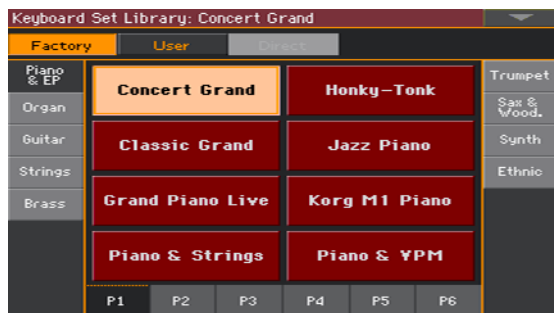 Keyboard Set Library: Concert Grand
Factory User Direct
Piano
& EP
Organ
Guitar
Strings
Brass
Concert Grand
Honky-Tonk
Classic Grand
Jazz Piano
Grand Piano Live
Korg M1 Piano
Piano & Strings
Piano & ¥PM
Trumpet
Sax &
Wood.
Synth
Ethnic
P1 P2 P3 P4 P5 P6